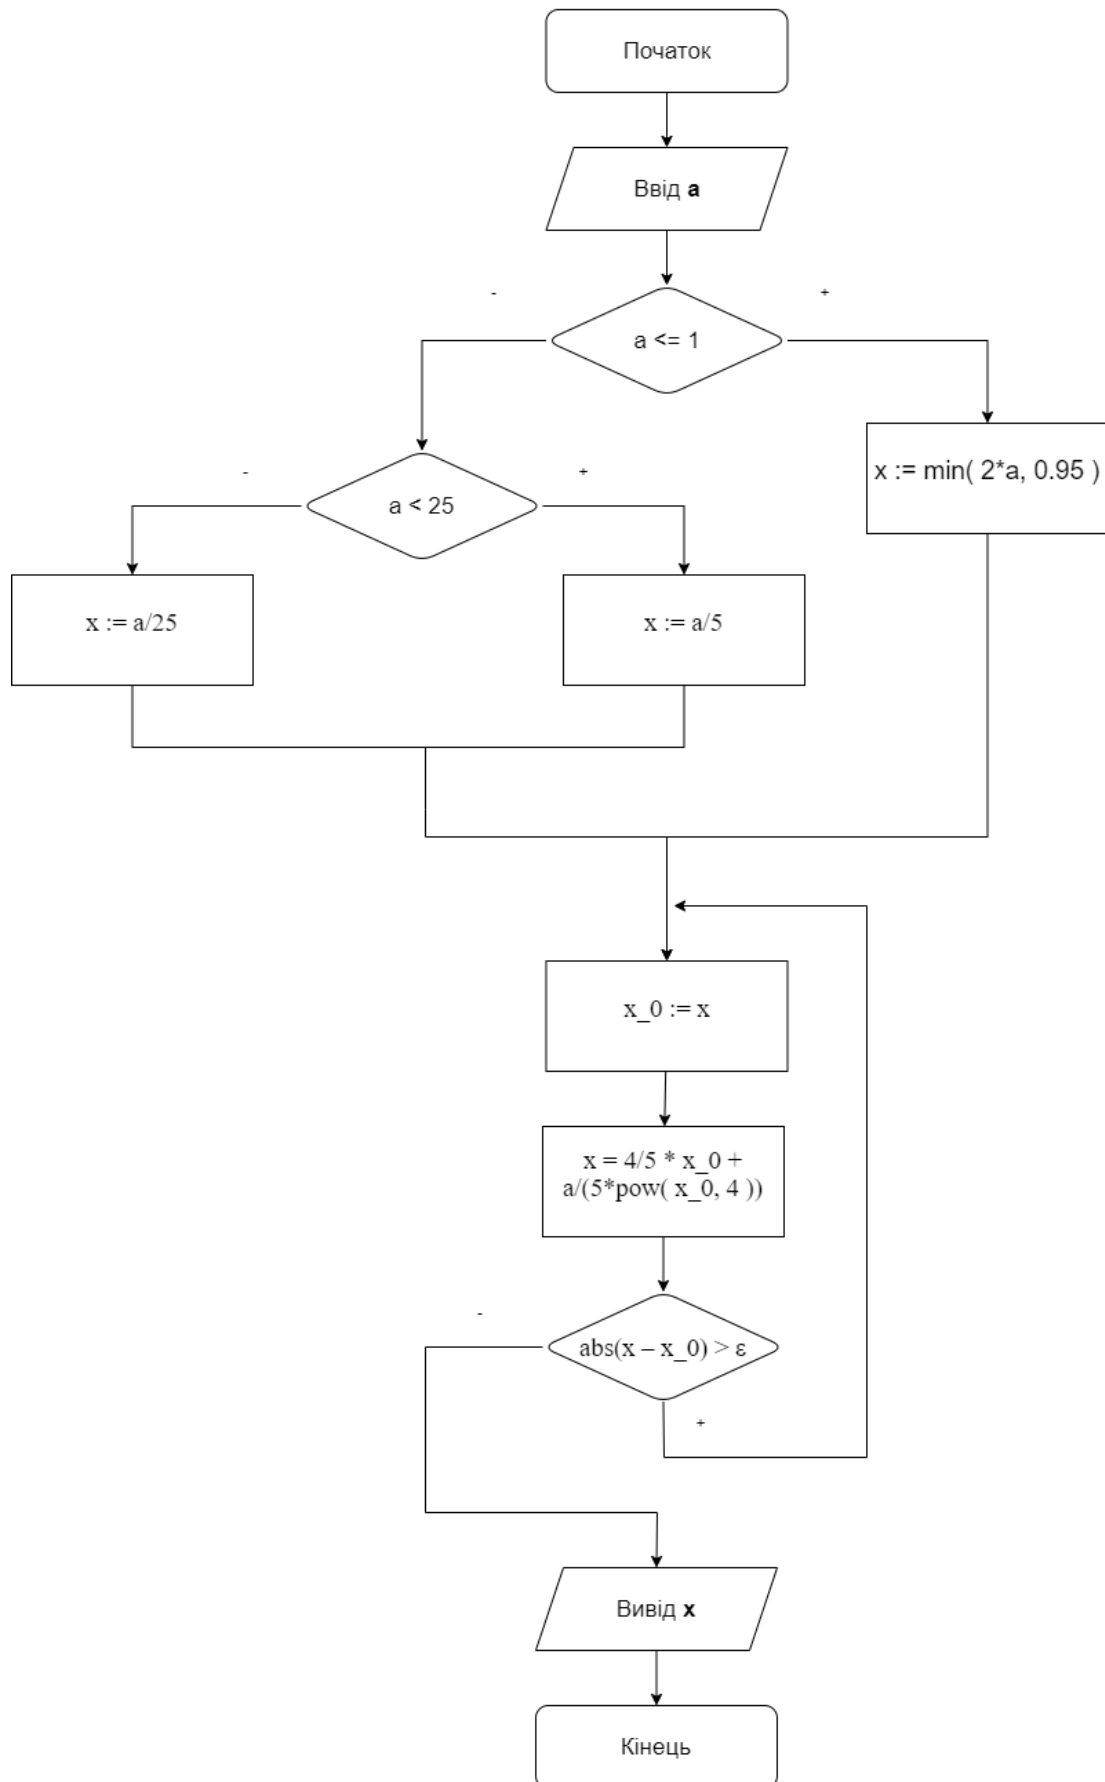 Початок
Ввід a
-
+
a <= 1
x := min( 2*a, 0.95 )
-
+
a < 25
x := a/25
x := a/5
x_0 := x
x = 4/5 * x_0 +
a/(5*pow( x_0, 4 ))
-
abs(x – x_0) > ε
+
Вивід x
Кінець